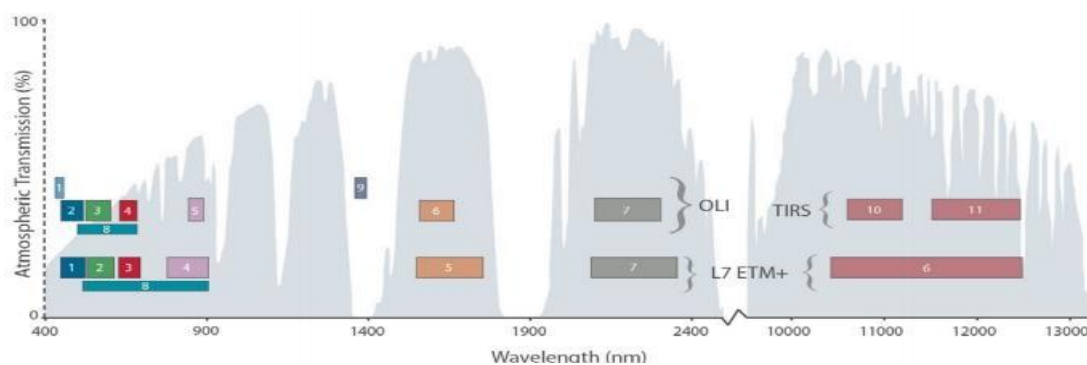 100
Atmospheric Transmission (%)
1 9
2 3 4 5 6 7 OLI TIRS 10 11
8
1 2 3 4 5 7 L7 ETM+ 6
8
0
400 900 1400 1900 2400 10000 11000 12000 13000
Wavelength (nm)